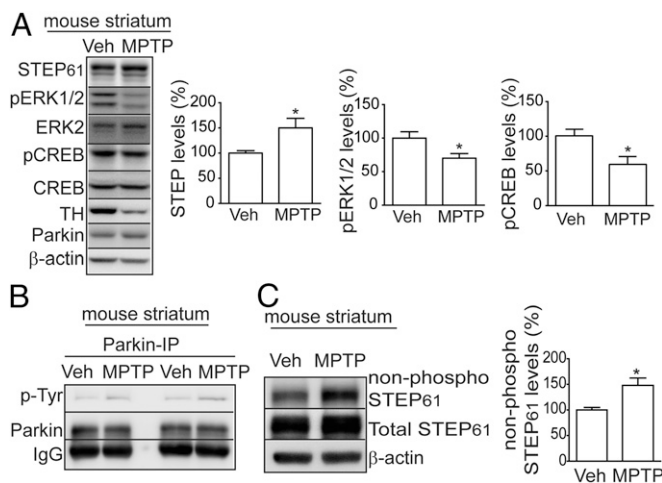 A
mouse striatum
Veh MPTP
STEP61
pERK1/2
ERK2
pCREB
CREB
TH
Parkin
β-actin
STEP levels (%)
200
150
100
50
0
*
Veh MPTP
pERK1/2 levels (%)
150
100
50
0
*
Veh MPTP
pCREB levels (%)
150
100
50
0
*
Veh MPTP
B
mouse striatum
Parkin-IP
Veh MPTP Veh MPTP
p-Tyr
Parkin
IgG
C
mouse striatum
Veh MPTP
non-phospho
STEP61
Total STEP61
β-actin
non-phospho
STEP61 levels (%)
200
150
100
50
0
*
Veh MPTP